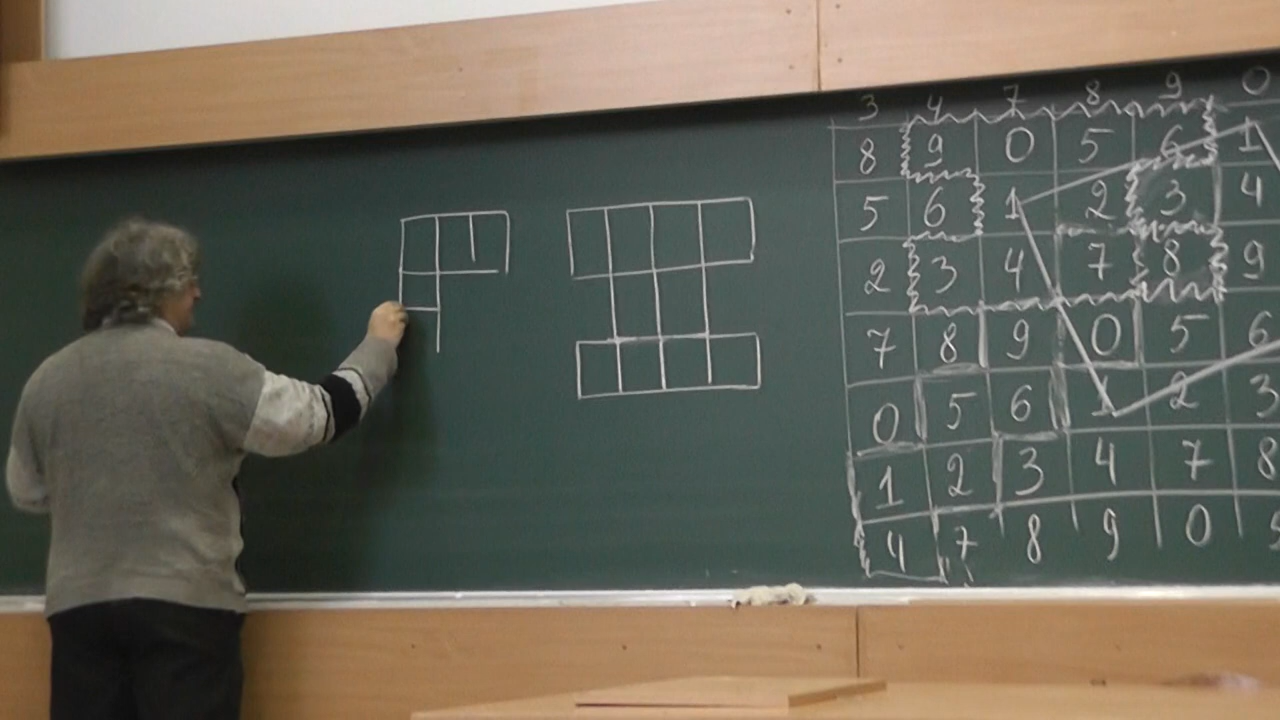 3 4 7 8 9 0
8 9 0 5 6 1
5 6 1 2 3 4
2 3 4 7 8 9
7 8 9 0 5 6
0 5 6 1 2 3
1 2 3 4 7 8
4 7 8 9 0 5